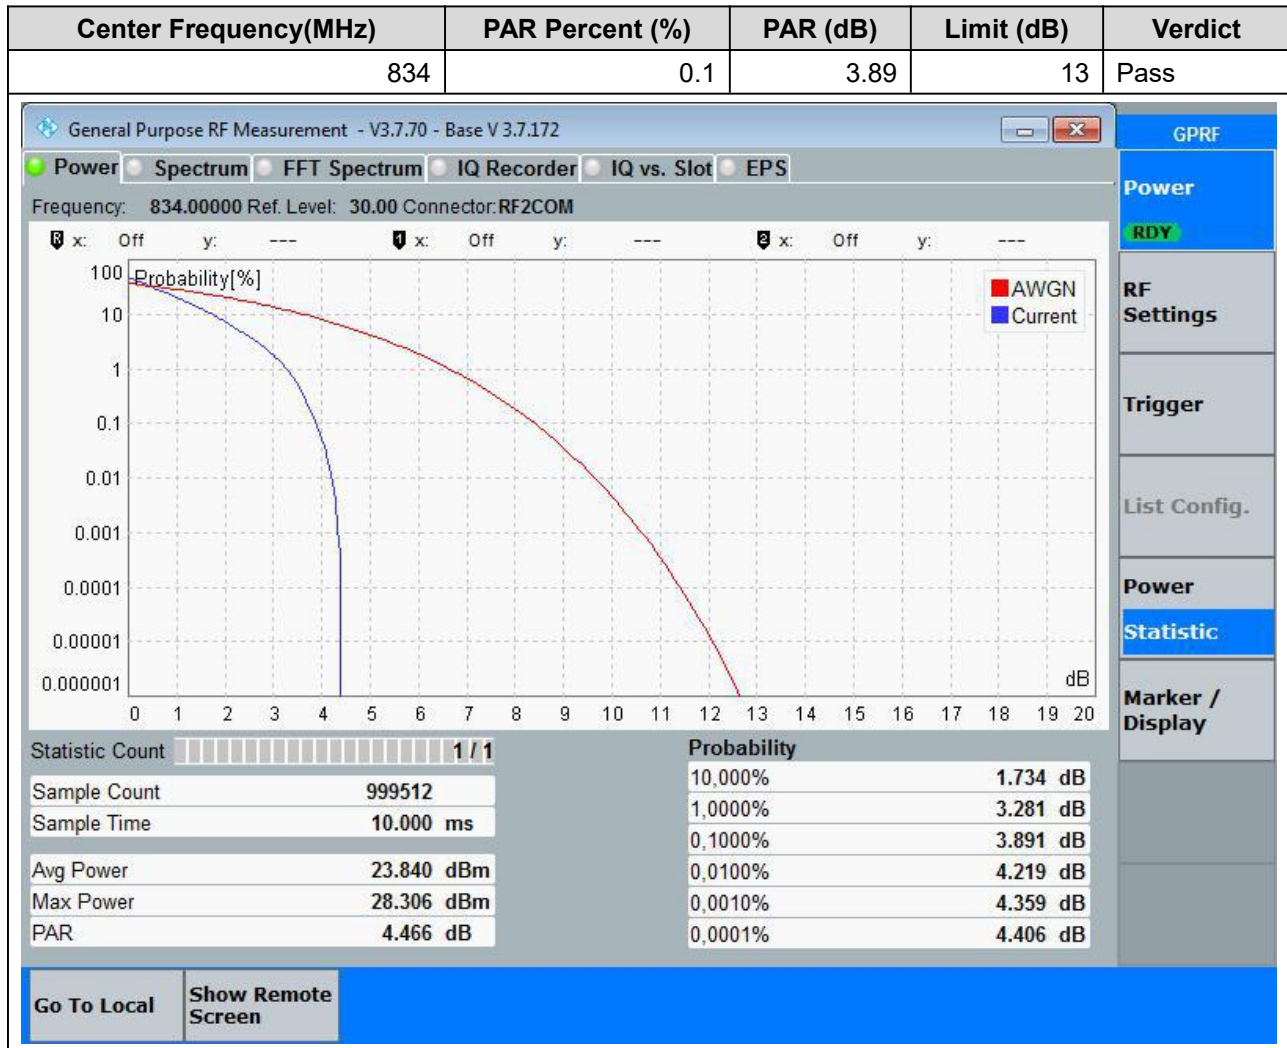 Center Frequency(MHz) PAR Percent (%) PAR (dB) Limit (dB) Verdict
834 0.1 3.89 13 Pass
General Purpose RF Measurement - V3.7.70 - Base V 3.7.172
GPRF
Power Spectrum FFT Spectrum IQ Recorder IQ vs. Slot EPS
Power
RDY
Frequency: 834.00000 Ref. Level: 30.00 Connector:RF2COM
R x: Off y: --- 1 x: Off y: --- 2 x: Off y: ---
Probability[%]
AWGN
Current
100
10
1
0.1
0.01
0.001
0.0001
0.00001
0.000001
dB
0 1 2 3 4 5 6 7 8 9 10 11 12 13 14 15 16 17 18 19 20
RF
Settings
Trigger
List Config.
Power
Statistic
Marker /
Display
Statistic Count 1 / 1
Sample Count 999512
Sample Time 10.000 ms
Avg Power 23.840 dBm
Max Power 28.306 dBm
PAR 4.466 dB
Probability
10,000% 1.734 dB
1,0000% 3.281 dB
0,1000% 3.891 dB
0,0100% 4.219 dB
0,0010% 4.359 dB
0,0001% 4.406 dB
Go To Local
Show Remote
Screen